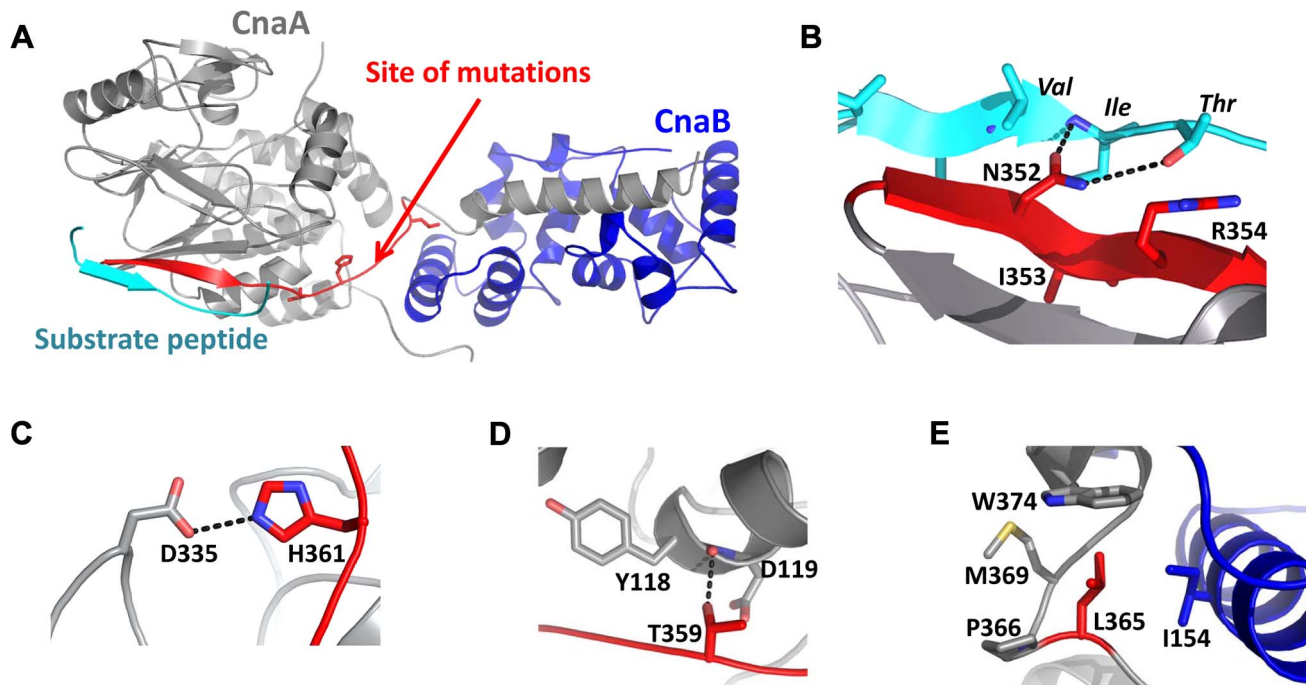 A
CnaA
Site of mutations
CnaB
Substrate peptide
B
Val
Ile
Thr
N352
R354
I353
C
D335
H361
D
Y118
D119
T359
E
W374
M369
P366
L365
I154